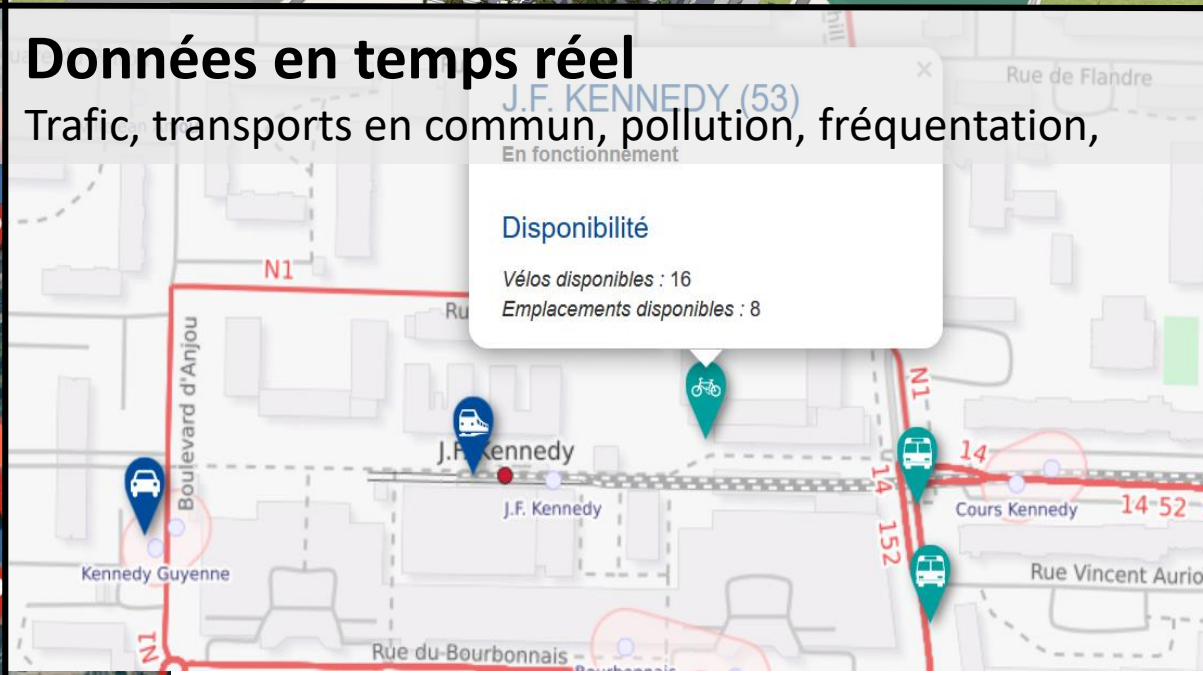 Données en temps réel
Trafic, transports en commun, pollution, fréquentation,
J.F. KENNEDY (53)
×
Rue de Flandre
En fonctionnement
Disponibilité
Vélos disponibles : 16
Emplacements disponibles : 8
N1
Boulevard d'Anjou
N1
J.F. Kennedy
J.F. Kennedy
14
14
152
Cours Kennedy
14 52
Kennedy Guyenne
Rue Vincent Aurio
N1
Rue du Bourbonnais